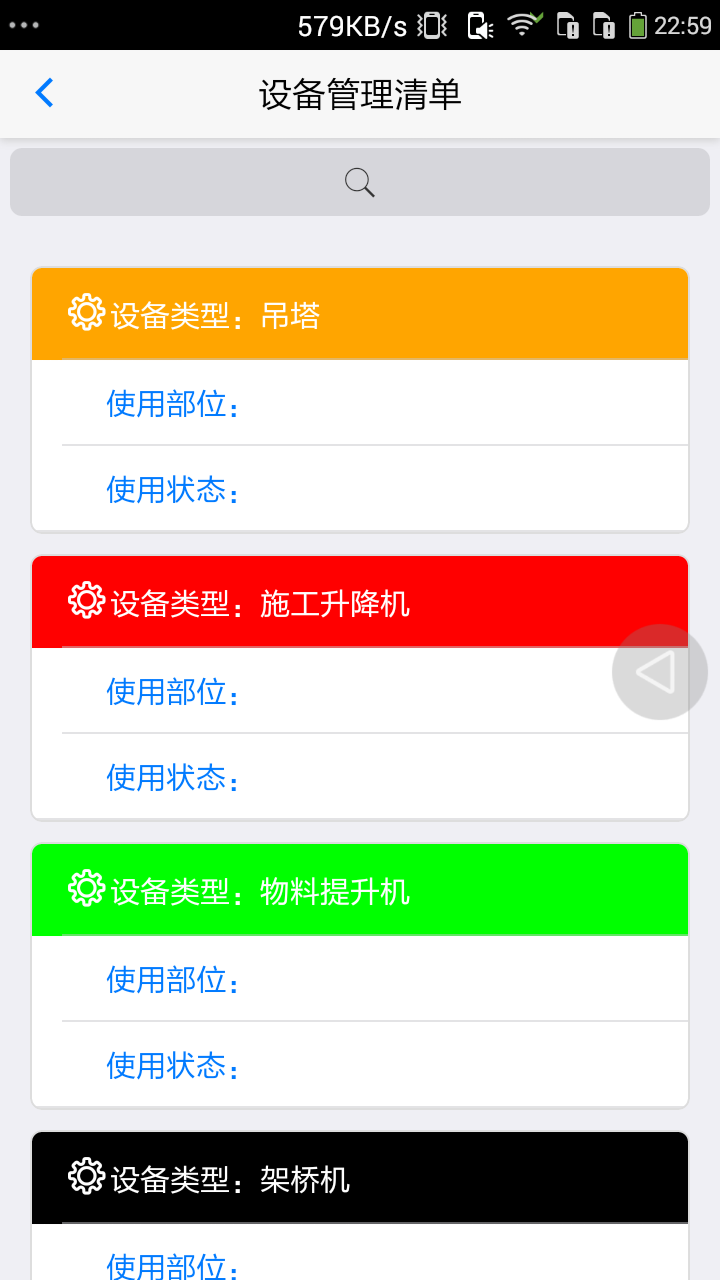 579KB/s 22:59
设备管理清单
设备类型：吊塔
使用部位：
使用状态：
设备类型：施工升降机
使用部位：
使用状态：
设备类型：物料提升机
使用部位：
使用状态：
设备类型：架桥机
使用部位：